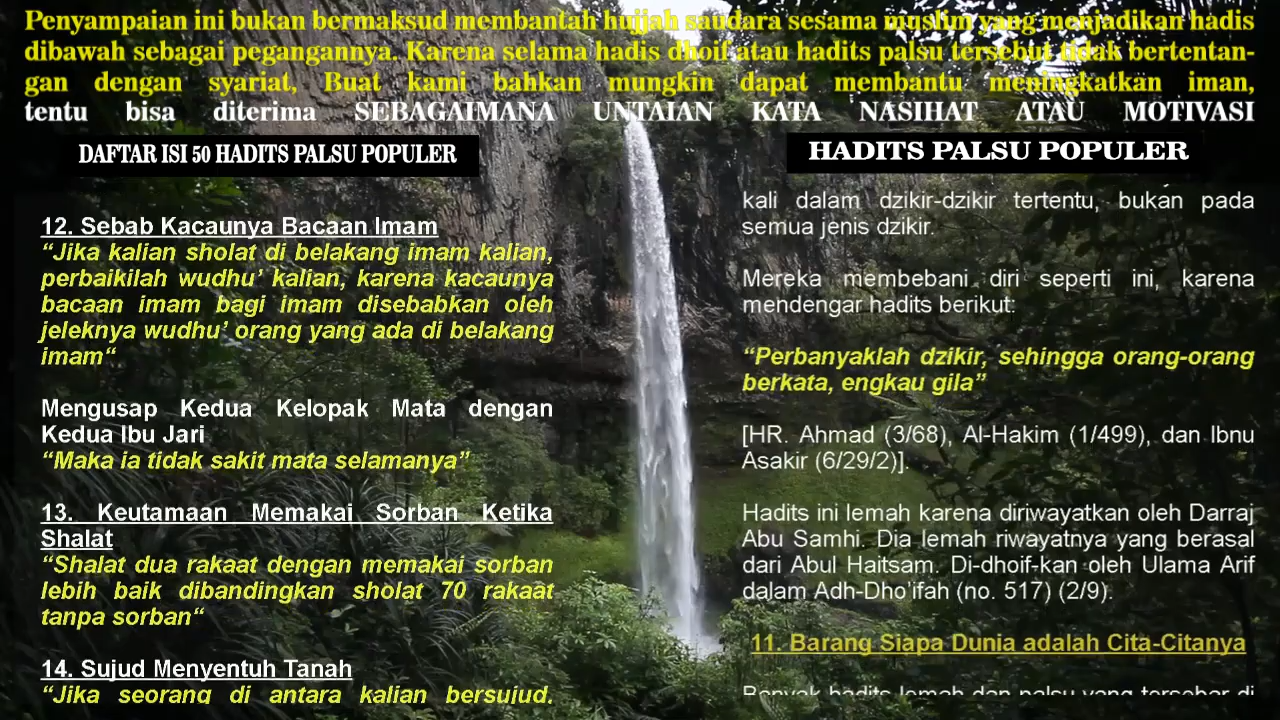 Penyampaian ini bukan bermaksud membantah hujjah saudara sesama muslim yang menjadikan hadis
dibawah sebagai pegangannya. Karena selama hadis dhoif atau hadits palsu tersebut tidak bertentan-
gan dengan syariat, Buat kami bahkan mungkin dapat membantu meningkatkan iman,
tentu bisa diterima SEBAGAIMANA UNTAIAN KATA NASIHAT ATAU MOTIVASI
DAFTAR ISI 50 HADITS PALSU POPULER
12. Sebab Kacaunya Bacaan Imam
“Jika kalian sholat di belakang imam kalian,
perbaikilah wudhu’ kalian, karena kacaunya
bacaan imam bagi imam disebabkan oleh
jeleknya wudhu’ orang yang ada di belakang
imam“
Mengusap Kedua Kelopak Mata dengan
Kedua Ibu Jari
“Maka ia tidak sakit mata selamanya”
13. Keutamaan Memakai Sorban Ketika
Shalat
“Shalat dua rakaat dengan memakai sorban
lebih baik dibandingkan sholat 70 rakaat
tanpa sorban“
14. Sujud Menyentuh Tanah
“Jika seorang di antara kalian bersujud,
HADITS PALSU POPULER
kali dalam dzikir-dzikir tertentu, bukan pada
semua jenis dzikir.
Mereka membebani diri seperti ini, karena
mendengar hadits berikut:
“Perbanyaklah dzikir, sehingga orang-orang
berkata, engkau gila”
[HR. Ahmad (3/68), Al-Hakim (1/499), dan Ibnu
Asakir (6/29/2)].
Hadits ini lemah karena diriwayatkan oleh Darraj
Abu Samhi. Dia lemah riwayatnya yang berasal
dari Abul Haitsam. Di-dhoif-kan oleh Ulama Arif
dalam Adh-Dho’ifah (no. 517) (2/9).
11. Barang Siapa Dunia adalah Cita-Citanya
Banyak hadits lemah dan palsu yang tersebar di